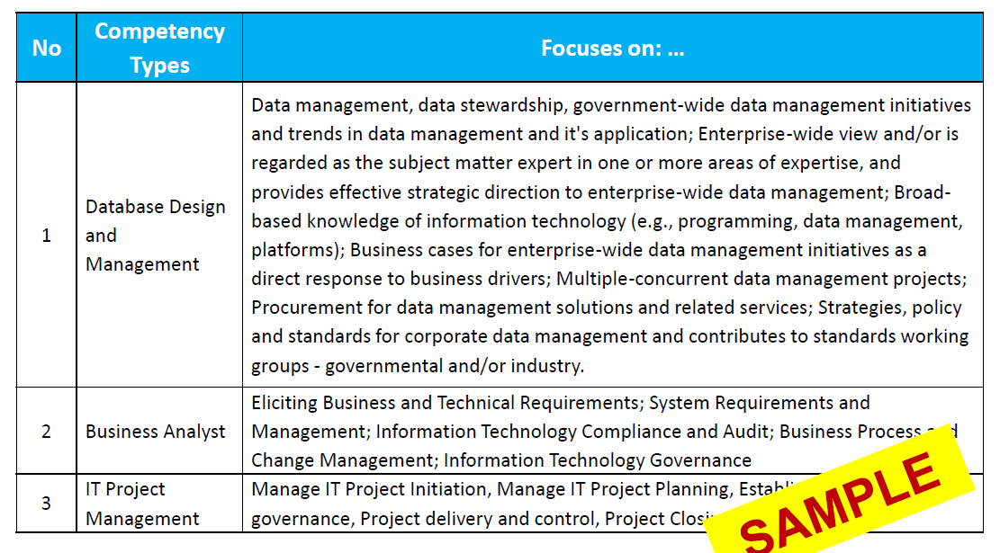 No
Competency
Types
Focuses on: ...
1
Database Design
and
Management
Data management, data stewardship, government-wide data management initiatives
and trends in data management and it's application; Enterprise-wide view and/or is
regarded as the subject matter expert in one or more areas of expertise, and
provides effective strategic direction to enterprise-wide data management; Broad-
based knowledge of information technology (e.g., programming, data management,
platforms); Business cases for enterprise-wide data management initiatives as a
direct response to business drivers; Multiple-concurrent data management projects;
Procurement for data management solutions and related services; Strategies, policy
and standards for corporate data management and contributes to standards working
groups - governmental and/or industry.
2
Business Analyst
Eliciting Business and Technical Requirements; System Requirements and
Management; Information Technology Compliance and Audit; Business Process and
Change Management; Information Technology Governance
3
IT Project
Management
Manage IT Project Initiation, Manage IT Project Planning,
governance, Project delivery and control, Project
SAMPLE